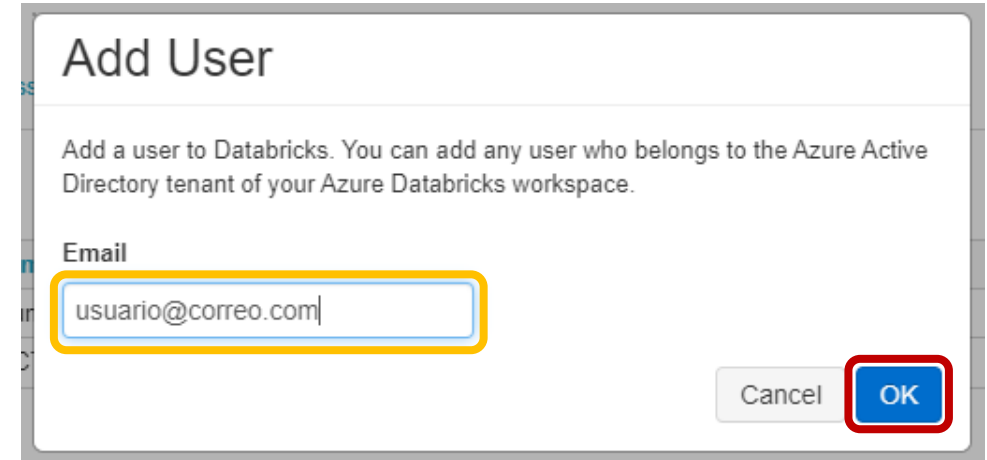 Add User
Add a user to Databricks. You can add any user who belongs to the Azure Active
Directory tenant of your Azure Databricks workspace.
Email
usuario@correo.com
Cancel
OK